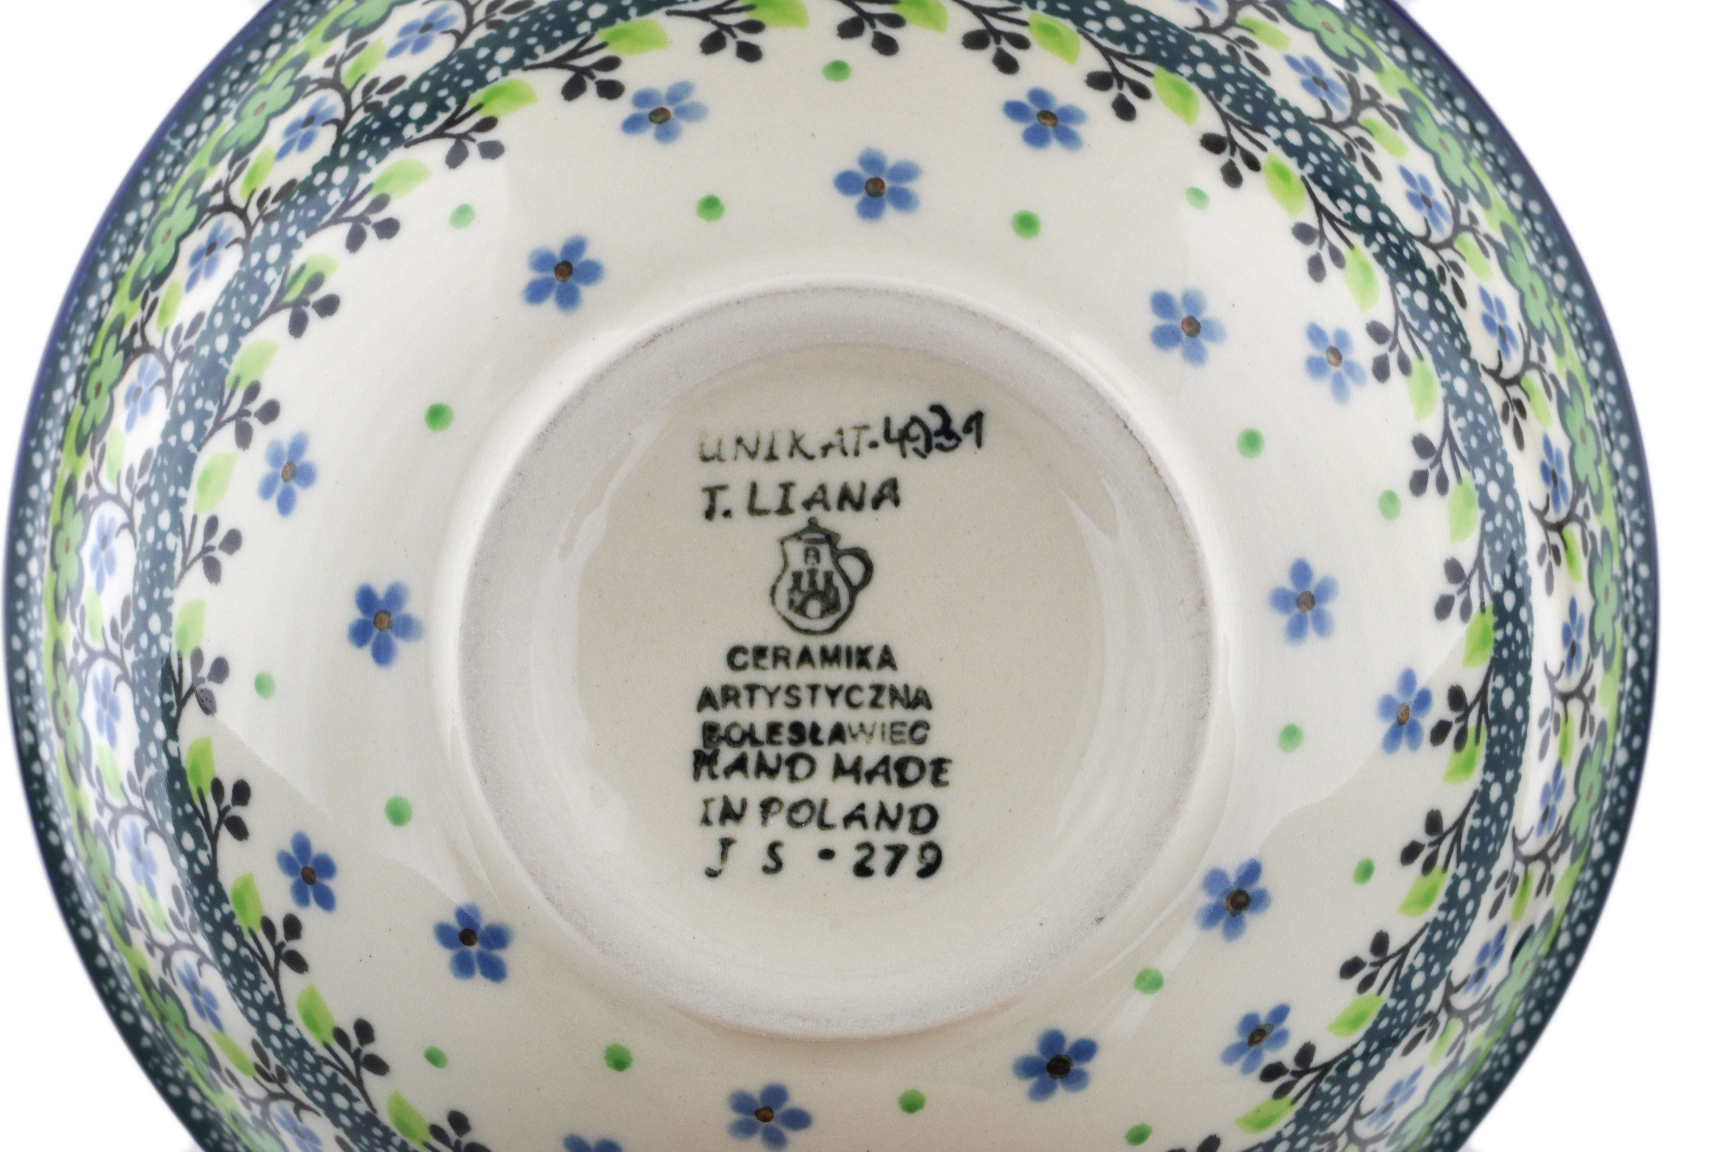 UNIKAT-4931
T. LIANA
CERAMIKA
ARTYSTYCZNA
BOLESŁAWIEC
HAND MADE
IN POLAND
J S - 279